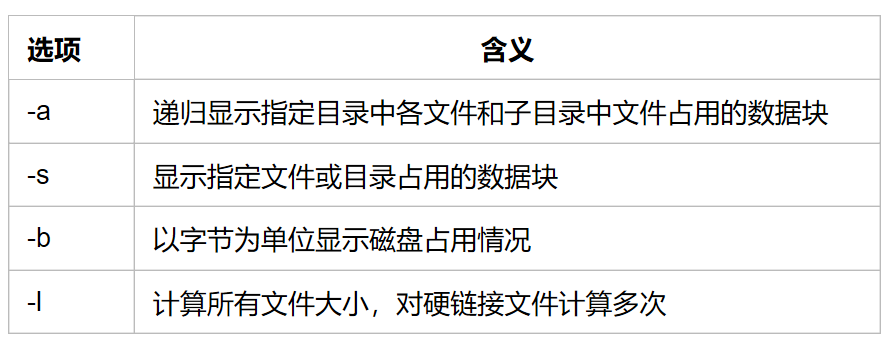 选项 含义
-a 递归显示指定目录中各文件和子目录中文件占用的数据块
-s 显示指定文件或目录占用的数据块
-b 以字节为单位显示磁盘占用情况
-l 计算所有文件大小，对硬链接文件计算多次